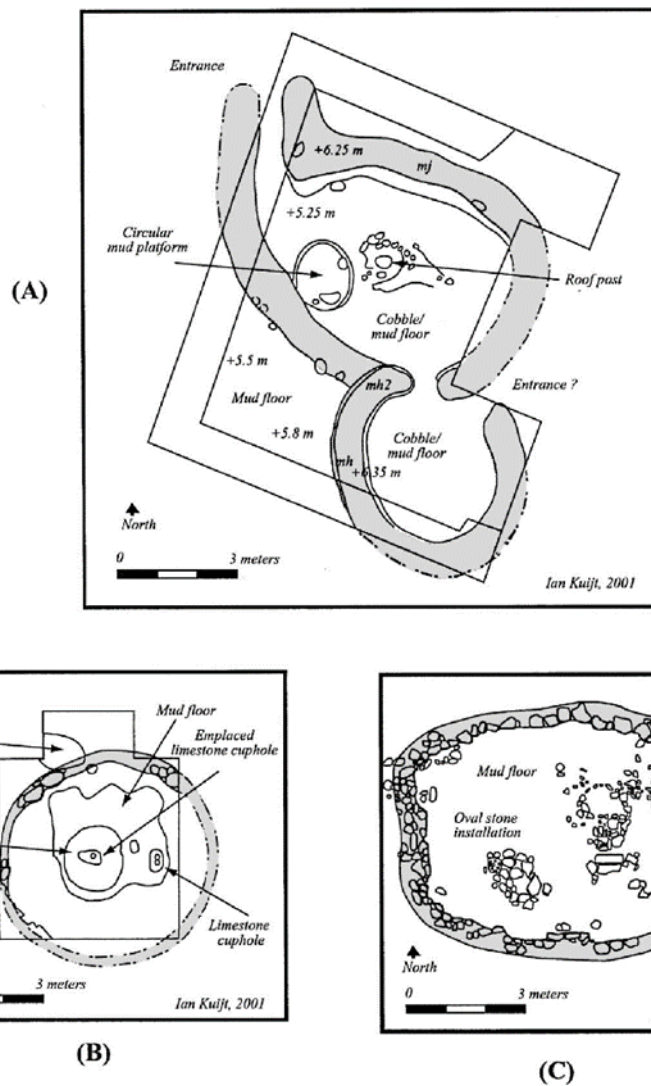 Entrance
+6.25 m
mj
+5.25 m
Circular
mud platform
(A)
Roof post
Cobble/
mud floor
+5.5 m
mh2
Entrance ?
Mud floor
+5.8 m
Cobble/
mud floor
mh
+6.35 m
North
0 3 meters
Ian Kuijt, 2001
Mud floor
Emplaced
limestone cuphole
Limestone
cuphole
3 meters
Ian Kuijt, 2001
(B)
Mud floor
Oval stone
installation
North
0 3 meters
(C)